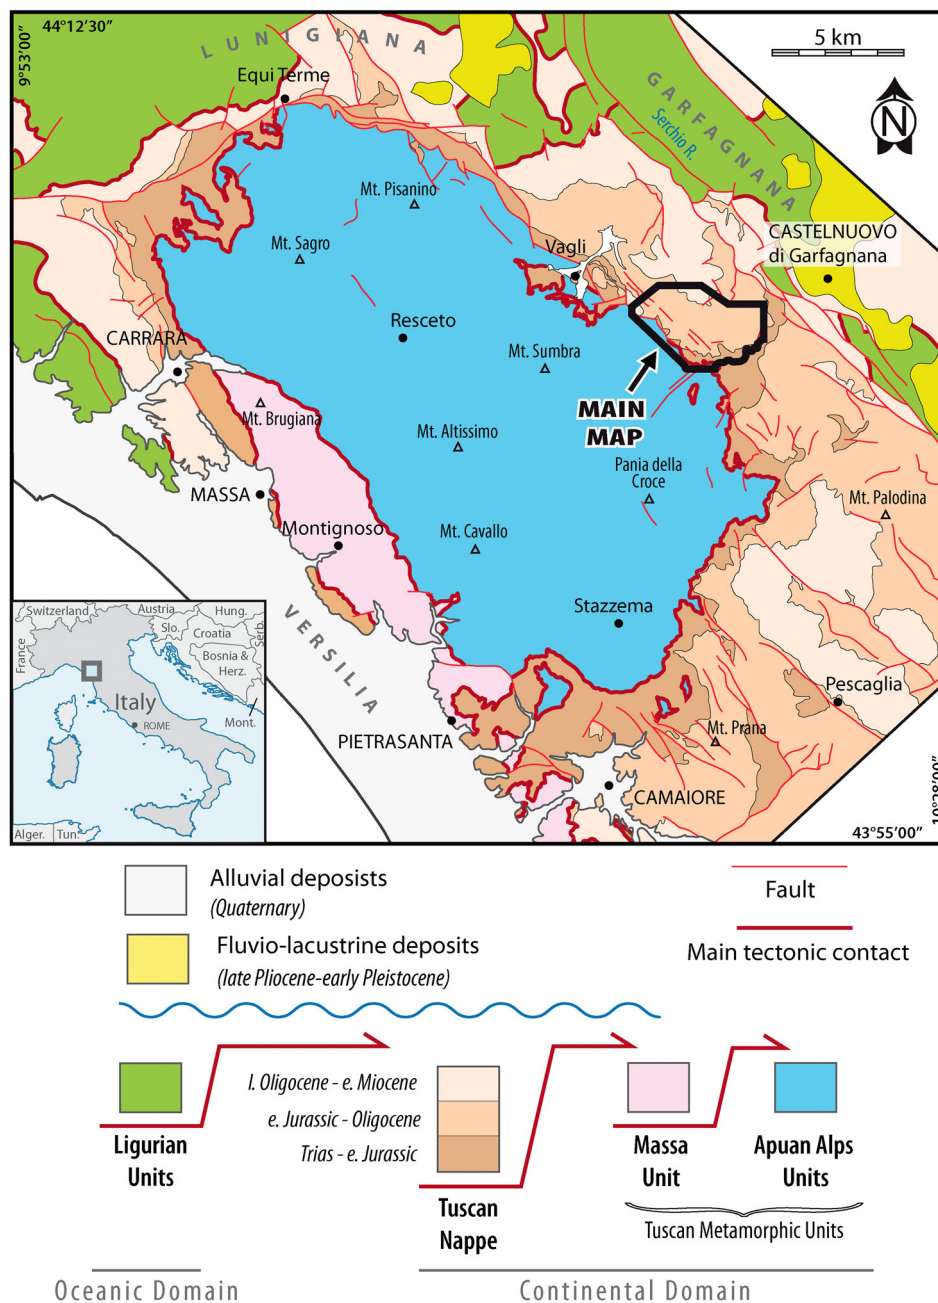 44°12'30"
9°53'00"
LUNIGIANA
5 km
Equi Terme
GARFAGNANA
Serchio R.
N
Mt. Pisanino
Mt. Sagro
Vagli
CASTELNUOVO
di Garfagnana
Resceto
CARRARA
Mt. Sumbra
MAIN
MAP
Mt. Brugiana
Mt. Altissimo
Pania della
Croce
MASSA
Mt. Palodina
Montignoso
Mt. Cavallo
Stazzema
VERSILIA
Pescaglia
Mt. Prana
PIETRASANTA
CAMAIORE
10°28'00"
43°55'00"
Switzerland
Austria
Hung.
France
Slo.
Croatia
Serb.
Bosnia &
Herz.
Italy
ROME
Mont.
Alger.
Tun.
Alluvial deposists
(Quaternary)
Fault
Fluvio-lacustrine deposits
(late Pliocene-early Pleistocene)
Main tectonic contact
l. Oligocene - e. Miocene
e. Jurassic - Oligocene
Trias - e. Jurassic
Ligurian
Units
Tuscan
Nappe
Massa
Unit
Apuan Alps
Units
Tuscan Metamorphic Units
Oceanic Domain
Continental Domain